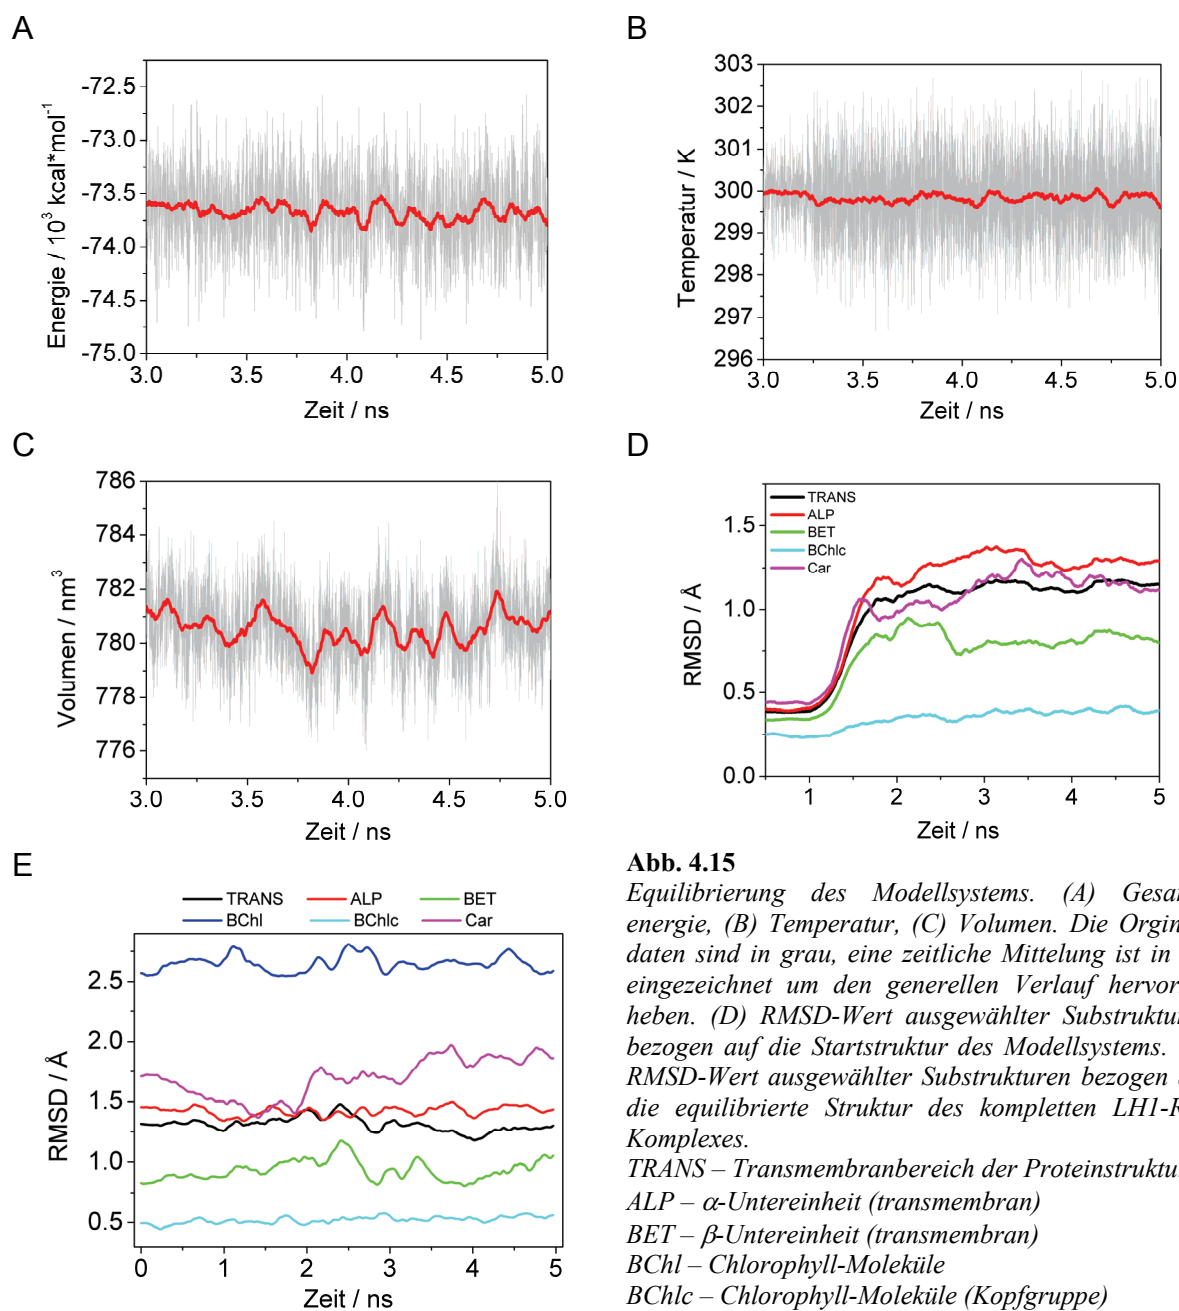 A
Energie / 10³ kcal*mol⁻¹
-72.5
-73.0
-73.5
-74.0
-74.5
-75.0
3.0 3.5 4.0 4.5 5.0
Zeit / ns
B
Temperatur / K
303
302
301
300
299
298
297
296
3.0 3.5 4.0 4.5 5.0
Zeit / ns
C
Volumen / nm³
786
784
782
780
778
776
3.0 3.5 4.0 4.5 5.0
Zeit / ns
D
RMSD / Å
1.5
1.0
0.5
0.0
TRANS
ALP
BET
BChlc
Car
1 2 3 4 5
Zeit / ns
E
TRANS ALP BET
BChl BChlc Car
RMSD / Å
2.5
2.0
1.5
1.0
0.5
0 1 2 3 4 5
Zeit / ns
Abb. 4.15
Equilibrierung des Modellsystems. (A) Gesam
energie, (B) Temperatur, (C) Volumen. Die Orgin
daten sind in grau, eine zeitliche Mittelung ist in
eingezeichnet um den generellen Verlauf hervor
heben. (D) RMSD-Wert ausgewählter Substruktur
bezogen auf die Startstruktur des Modellsystems.
RMSD-Wert ausgewählter Substrukturen bezogen
die equilibrierte Struktur des kompletten LH1-R
Komplexes.
TRANS – Transmembranbereich der Proteinstruktu
ALP – α-Untereinheit (transmembran)
BET – β-Untereinheit (transmembran)
BChl – Chlorophyll-Moleküle
BChlc – Chlorophyll-Moleküle (Kopfgruppe)